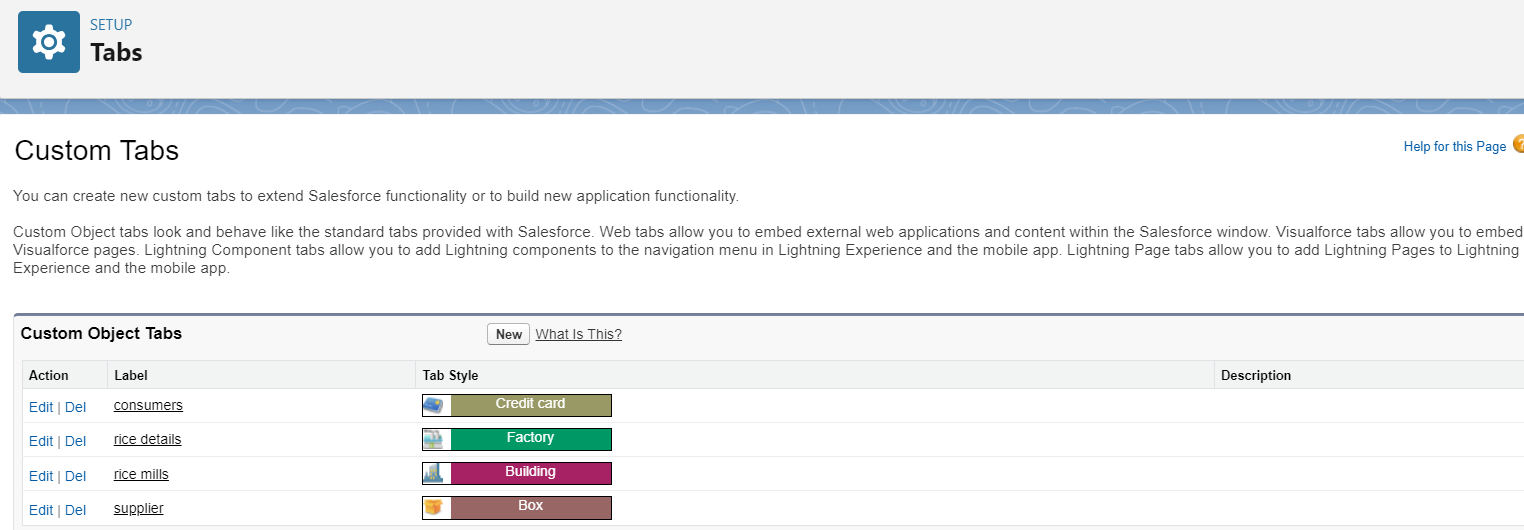 SETUP
Tabs
Custom Tabs
Help for this Page
You can create new custom tabs to extend Salesforce functionality or to build new application functionality.
Custom Object tabs look and behave like the standard tabs provided with Salesforce. Web tabs allow you to embed external web applications and content within the Salesforce window. Visualforce tabs allow you to embed
Visualforce pages. Lightning Component tabs allow you to add Lightning components to the navigation menu in Lightning Experience and the mobile app. Lightning Page tabs allow you to add Lightning Pages to Lightning
Experience and the mobile app.
Custom Object Tabs New What Is This?
Action Label Tab Style Description
Edit | Del consumers Credit card
Edit | Del rice details Factory
Edit | Del rice mills Building
Edit | Del supplier Box